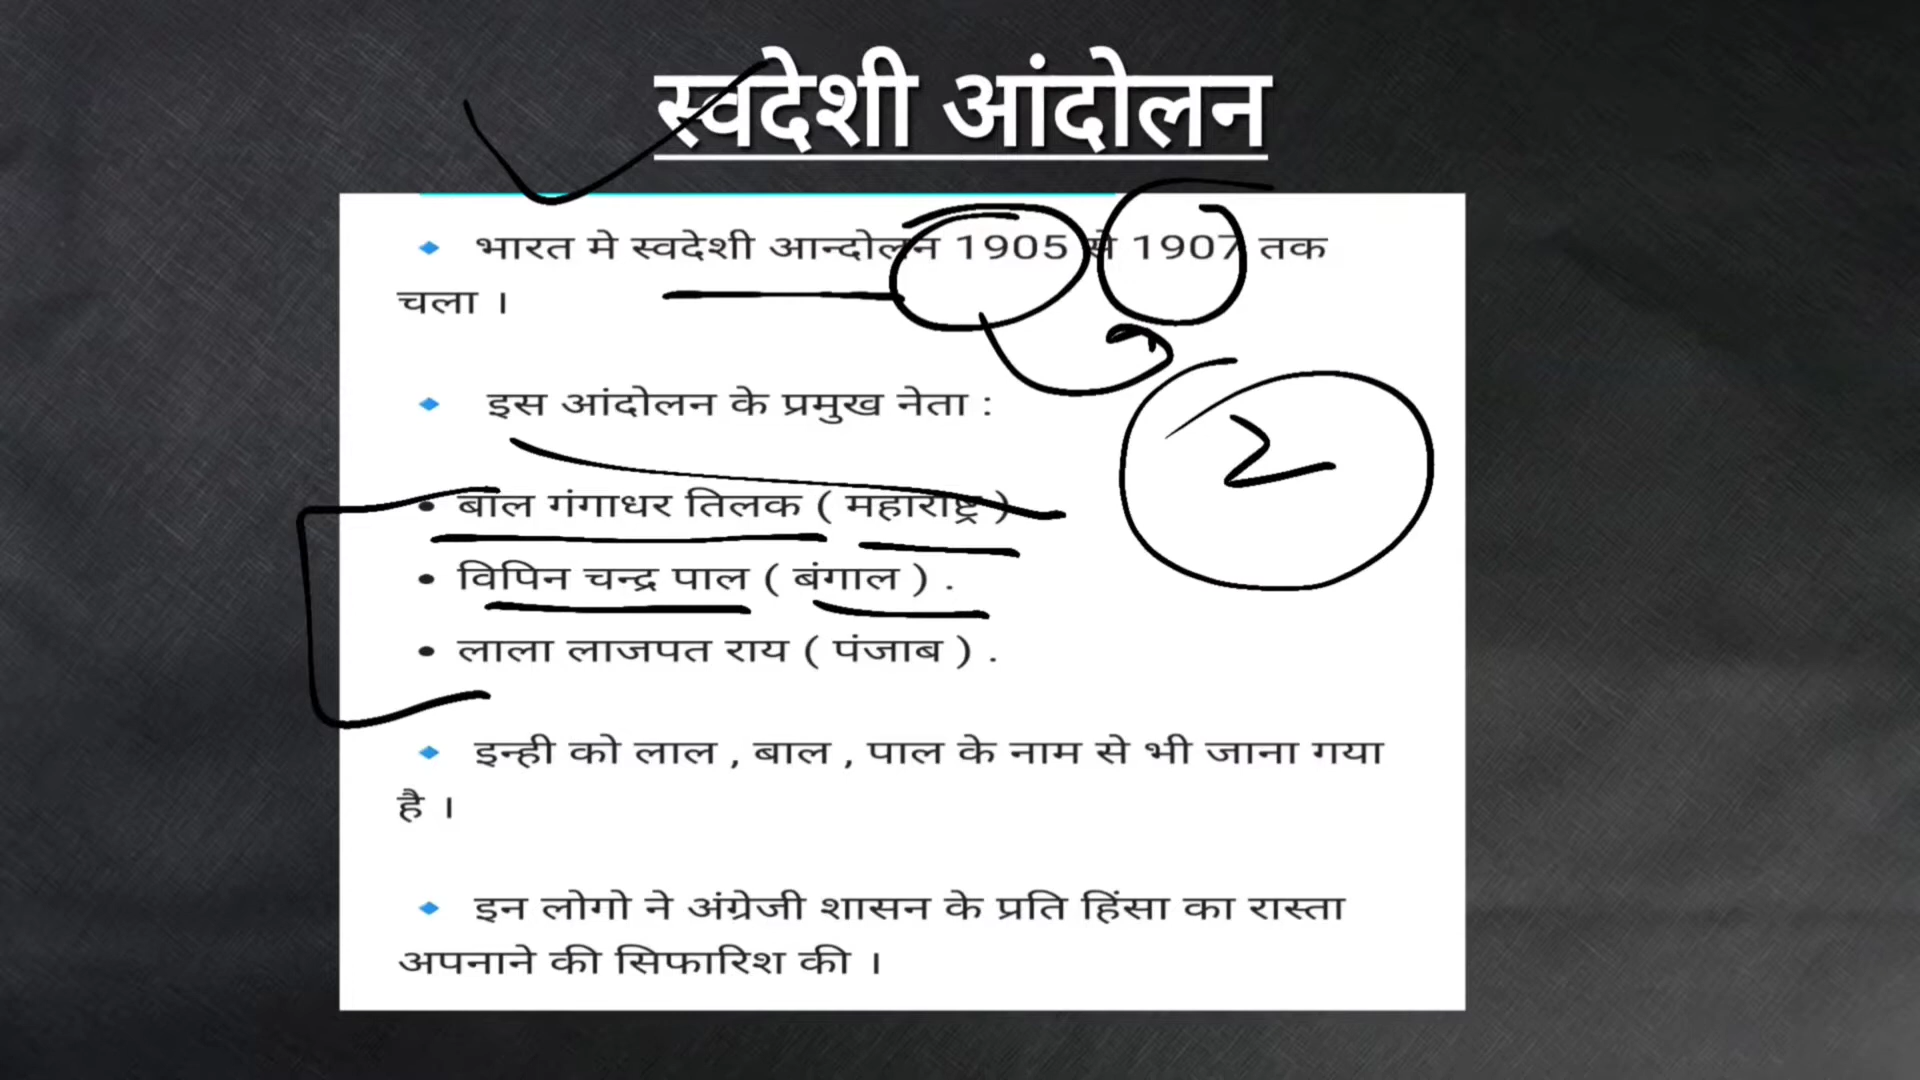 स्वदेशी आंदोलन
भारत मे स्वदेशी आन्दोलन 1905 से 1907 तक
चला ।
इस आंदोलन के प्रमुख नेता :
2
• बाल गंगाधर तिलक ( महाराष्ट्र )
• विपिन चन्द्र पाल ( बंगाल ) .
• लाला लाजपत राय ( पंजाब ) .
इन्ही को लाल , बाल , पाल के नाम से भी जाना गया
है ।
इन लोगो ने अंग्रेजी शासन के प्रति हिंसा का रास्ता
अपनाने की सिफारिश की ।